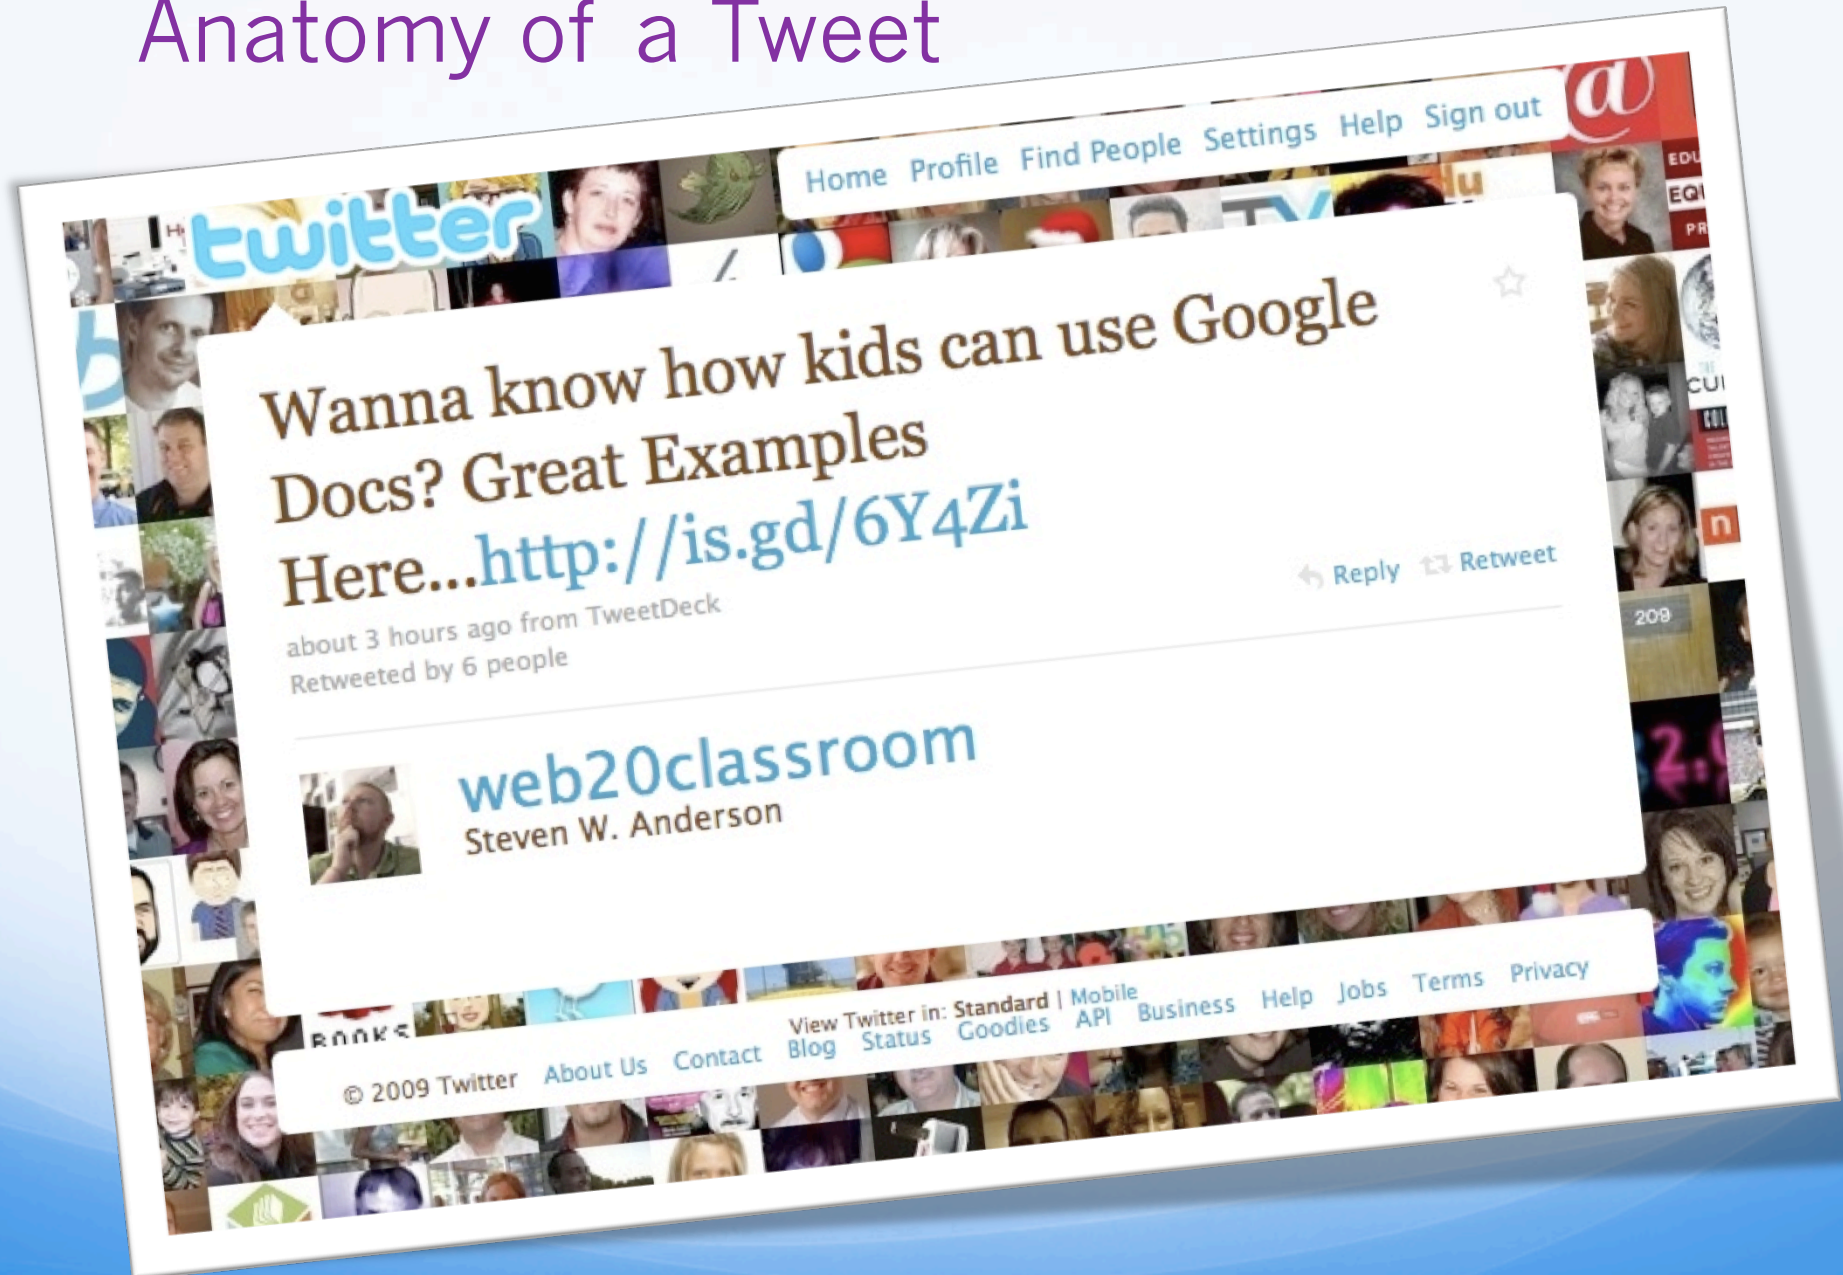 Anatomy of a Tweet
twitter
Home Profile Find People Settings Help Sign out
Wanna know how kids can use Google
Docs? Great Examples
Here...http://is.gd/6Y4Zi
about 3 hours ago from TweetDeck
Retweeted by 6 people
Reply Retweet
web20classroom
Steven W. Anderson
View Twitter in: Standard | Mobile
© 2009 Twitter About Us Contact Blog Status Goodies API Business Help Jobs Terms Privacy
BOOKS
209
n
@